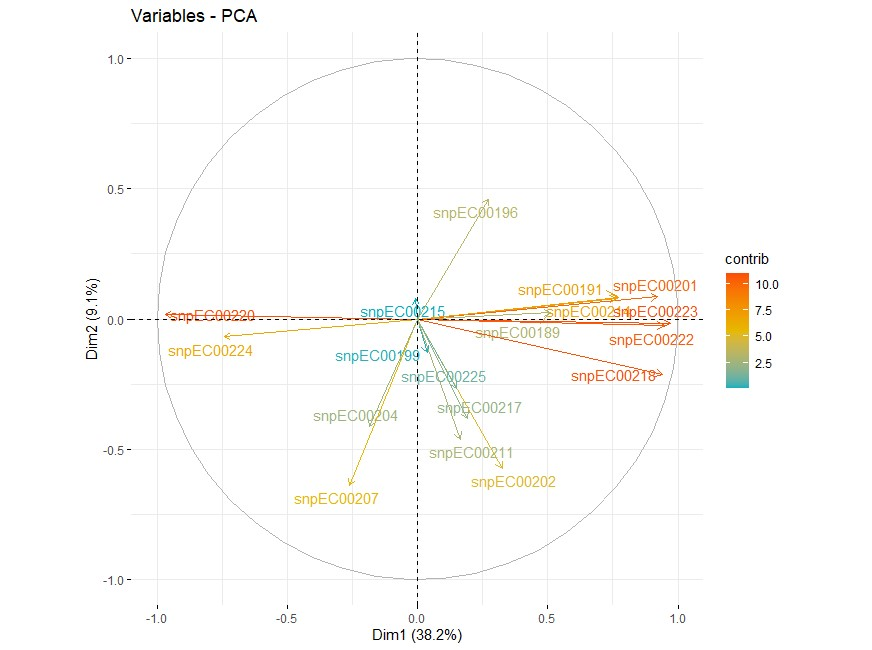 Variables - PCA
1.0
0.5
0.0
-0.5
-1.0
Dim2 (9.1%)
snpEC00196
snpEC00201
snpEC00191
snpEC00215
snpEC00214
snpEC00223
snpEC00220
snpEC00189
snpEC00222
snpEC00224
snpEC00199
snpEC00225
snpEC00218
snpEC00217
snpEC00204
snpEC00211
snpEC00202
snpEC00207
-1.0
-0.5
0.0
0.5
1.0
Dim1 (38.2%)
contrib
10.0
7.5
5.0
2.5